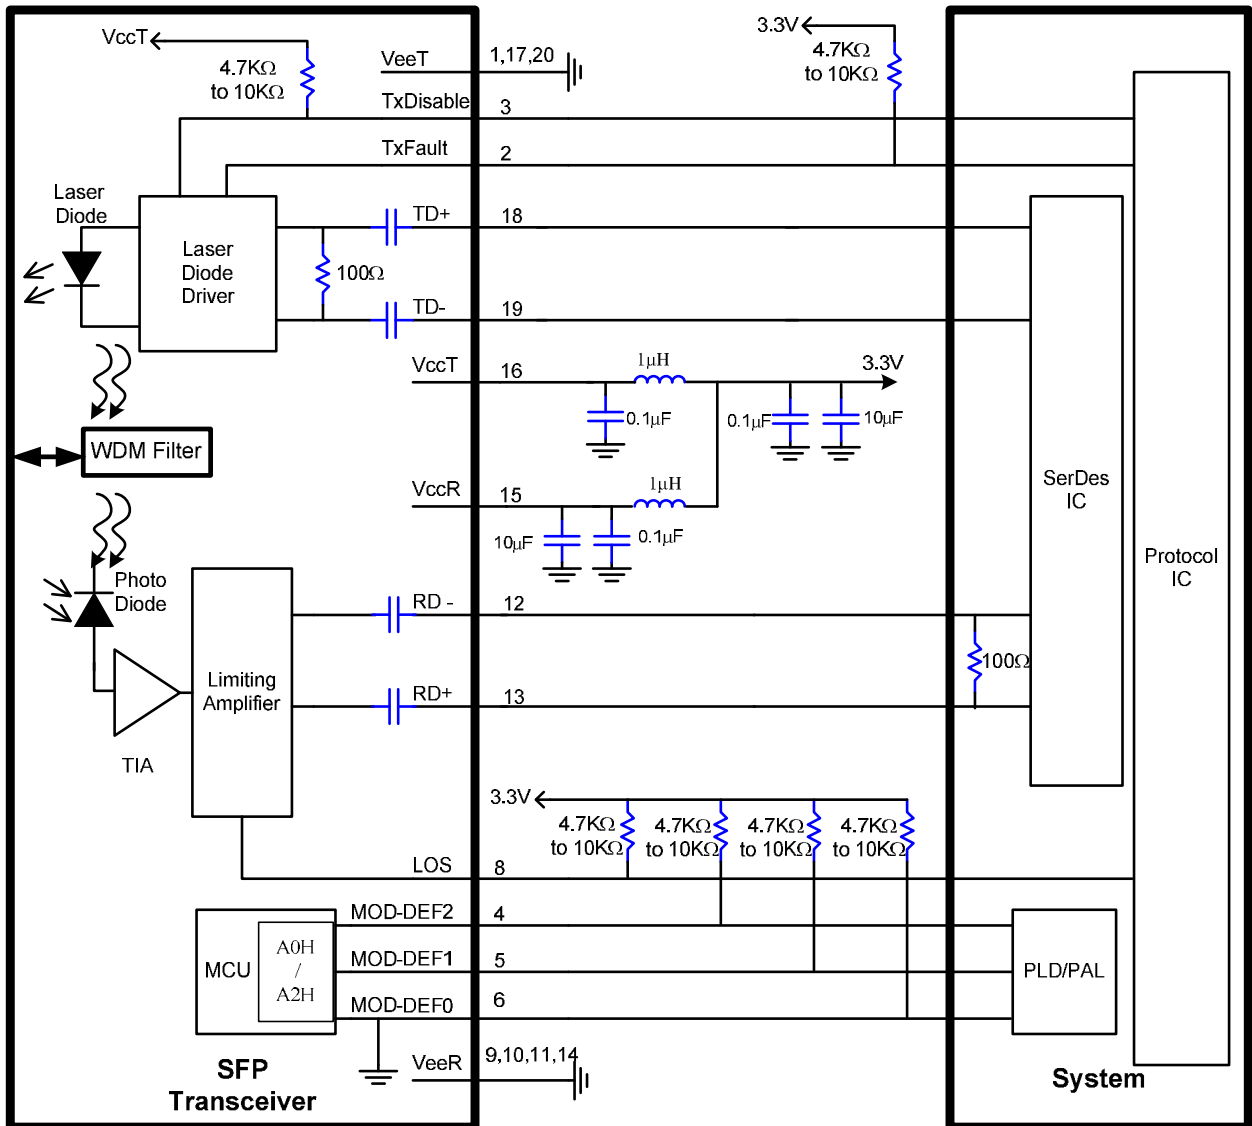 VccT
4.7KΩ
to 10KΩ
VeeT
1,17,20
TxDisable
3
TxFault
2
3.3V
4.7KΩ
to 10KΩ
Laser
Diode
Laser
Diode
Driver
100Ω
TD+
18
TD-
19
VccT
16
1μH
3.3V
0.1μF
0.1μF
10μF
WDM Filter
VccR
15
1μH
10μF
0.1μF
SerDes
IC
Protocol
IC
Photo
Diode
RD -
12
Limiting
Amplifier
RD+
13
100Ω
TIA
3.3V
4.7KΩ
to 10KΩ
4.7KΩ
to 10KΩ
4.7KΩ
to 10KΩ
4.7KΩ
to 10KΩ
LOS
8
MOD-DEF2
4
MCU
A0H
/
A2H
MOD-DEF1
5
PLD/PAL
MOD-DEF0
6
VeeR
9,10,11,14
SFP
Transceiver
System